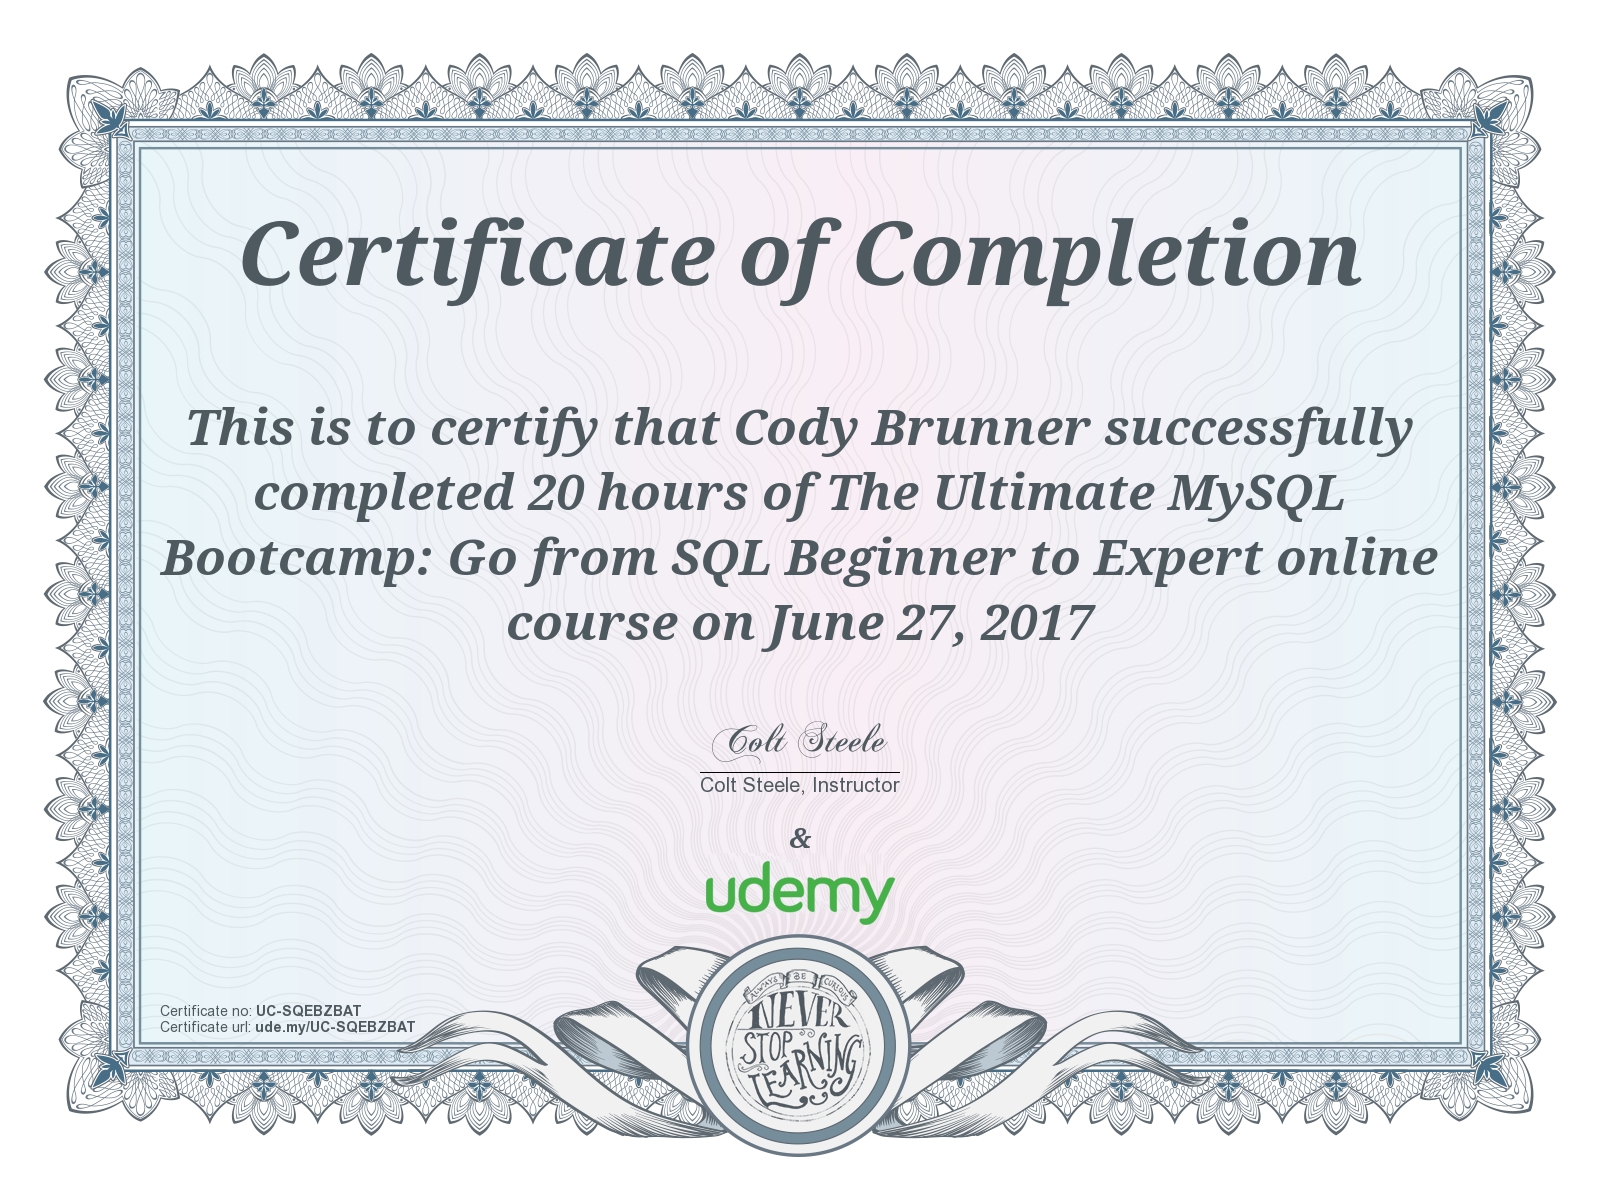 Certificate of Completion
This is to certify that Cody Brunner successfully
completed 20 hours of The Ultimate MySQL
Bootcamp: Go from SQL Beginner to Expert online
course on June 27, 2017
Colt Steele
Colt Steele, Instructor
&
udemy
Certificate no: UC-SQEBZBAT
Certificate url: ude.my/UC-SQEBZBAT
ALWAYS BE CURIOUS
NEVER
STOP
LEARNING